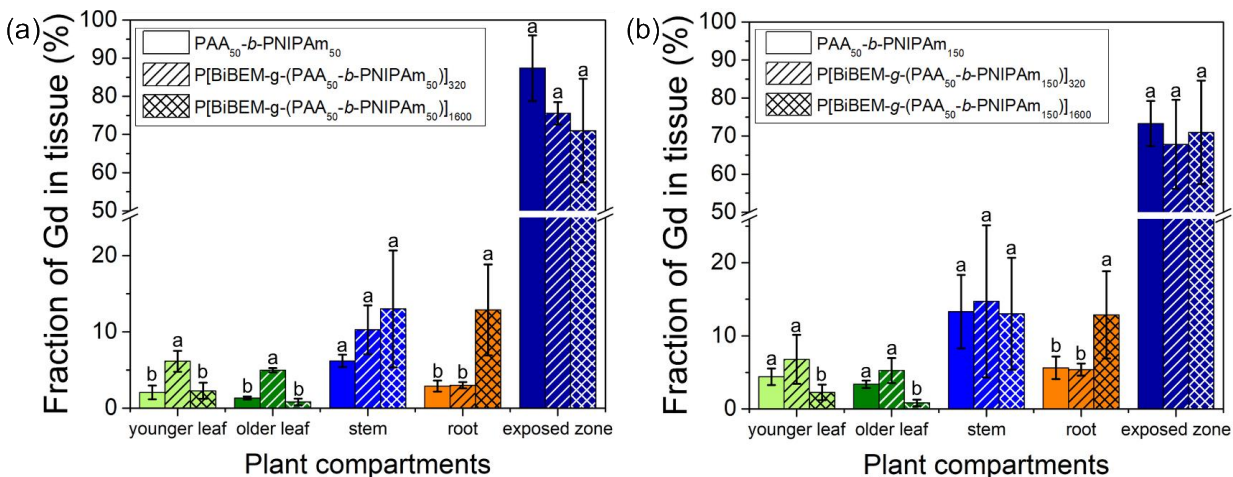 (a)
Fraction of Gd in tissue (%)
100
90
80
70
60
50
20
10
0
PAA50-b-PNIPAm50
P[BiBEM-g-(PAA50-b-PNIPAm50)]320
P[BiBEM-g-(PAA50-b-PNIPAm50)]1600
b a b
b a b
a a a
b b a
a a a
younger leaf older leaf stem root exposed zone
Plant compartments
(b)
Fraction of Gd in tissue (%)
100
90
80
70
60
50
20
10
0
PAA50-b-PNIPAm150
P[BiBEM-g-(PAA50-b-PNIPAm150)]320
P[BiBEM-g-(PAA50-b-PNIPAm150)]1600
a a b
a a b
a a a
b b a
a a a
younger leaf older leaf stem root exposed zone
Plant compartments